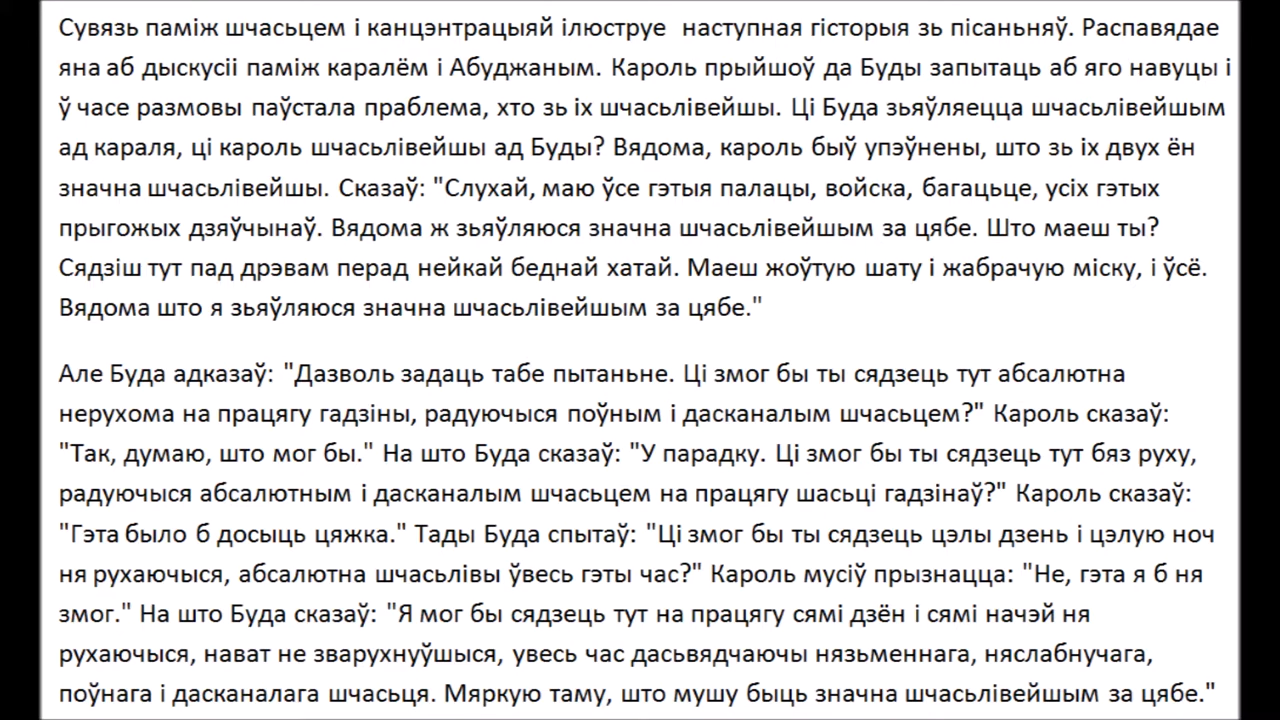 Сувязь паміж шчасьцем і канцэнтрацыяй ілюструе  наступная гісторыя зь пісаньняў. Распавядае
яна аб дыскусіі паміж каралём і Абуджаным. Кароль прыйшоў да Буды запытаць аб яго навуцы і
ў часе размовы паўстала праблема, хто зь іх шчасьлівейшы. Ці Буда зьяўляецца шчасьлівейшым
ад караля, ці кароль шчасьлівейшы ад Буды? Вядома, кароль быў упэўнены, што зь іх двух ён
значна шчасьлівейшы. Сказаў: "Слухай, маю ўсе гэтыя палацы, войска, багацьце, усіх гэтых
прыгожых дзяўчынаў. Вядома ж зьяўляюся значна шчасьлівейшым за цябе. Што маеш ты?
Сядзіш тут пад дрэвам перад нейкай беднай хатай. Маеш жоўтую шату і жабрачую міску, і ўсё.
Вядома што я зьяўляюся значна шчасьлівейшым за цябе."
Але Буда адказаў: "Дазволь задаць табе пытаньне. Ці змог бы ты сядзець тут абсалютна
нерухома на працягу гадзіны, радуючыся поўным і дасканалым шчасьцем?" Кароль сказаў:
"Так, думаю, што мог бы." На што Буда сказаў: "У парадку. Ці змог бы ты сядзець тут бяз руху,
радуючыся абсалютным і дасканалым шчасьцем на працягу шасьці гадзінаў?" Кароль сказаў:
"Гэта было б досыць цяжка." Тады Буда спытаў: "Ці змог бы ты сядзець цэлы дзень і цэлую ноч
ня рухаючыся, абсалютна шчасьлівы ўвесь гэты час?" Кароль мусіў прызнацца: "Не, гэта я б ня
змог." На што Буда сказаў: "Я мог бы сядзець тут на працягу сямі дзён і сямі начэй ня
рухаючыся, нават не зварухнуўшыся, увесь час дасьвядчаючы нязьменнага, няслабнучага,
поўнага і дасканалага шчасьця. Мяркую таму, што мушу быць значна шчасьлівейшым за цябе."